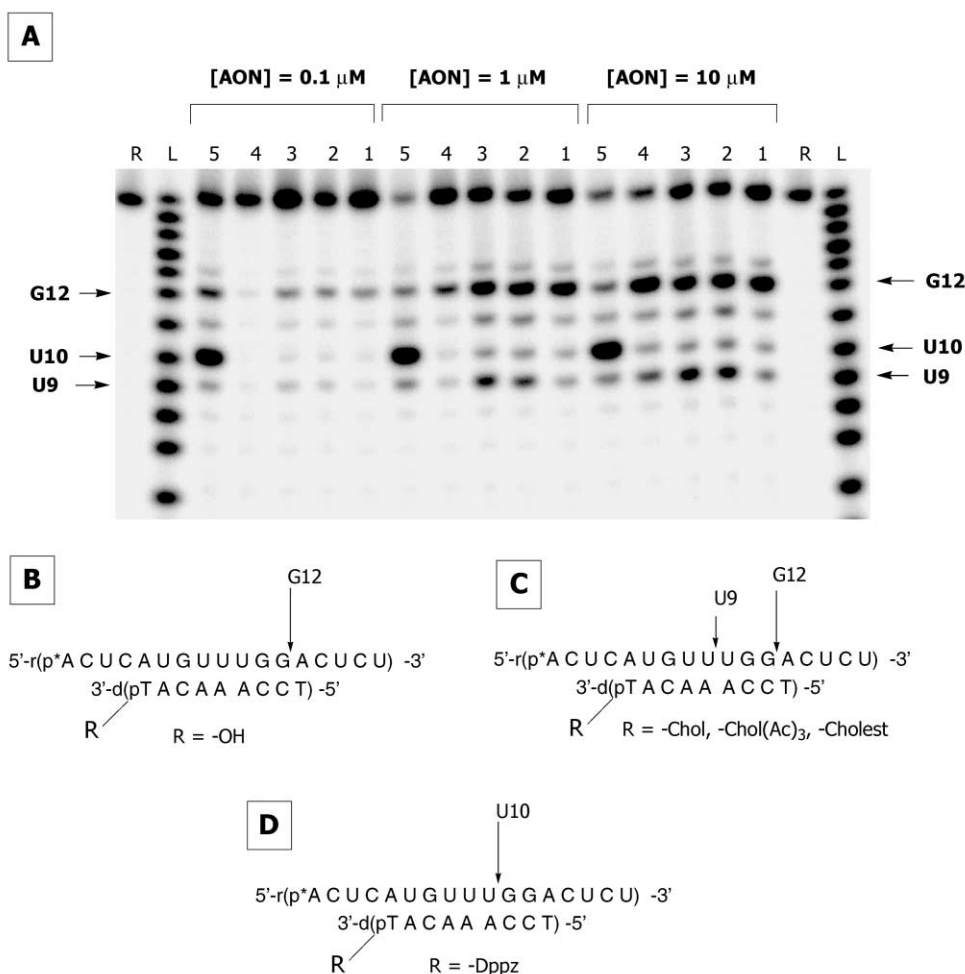 A
[AON] = 0.1 μM [AON] = 1 μM [AON] = 10 μM
R L 5 4 3 2 1 5 4 3 2 1 5 4 3 2 1 R L
G12 G12
U10 U10
U9 U9
B
G12
5'-r(p*A C U C A U G U U U G G A C U C U) -3'
3'-d(pT A C A A A C C T) -5'
R
R = -OH
C
U9 G12
5'-r(p*A C U C A U G U U U G G A C U C U) -3'
3'-d(pT A C A A A C C T) -5'
R
R = -Chol, -Chol(Ac)₃, -Cholest
D
U10
5'-r(p*A C U C A U G U U U G G A C U C U) -3'
3'-d(pT A C A A A C C T) -5'
R
R = -Dppz